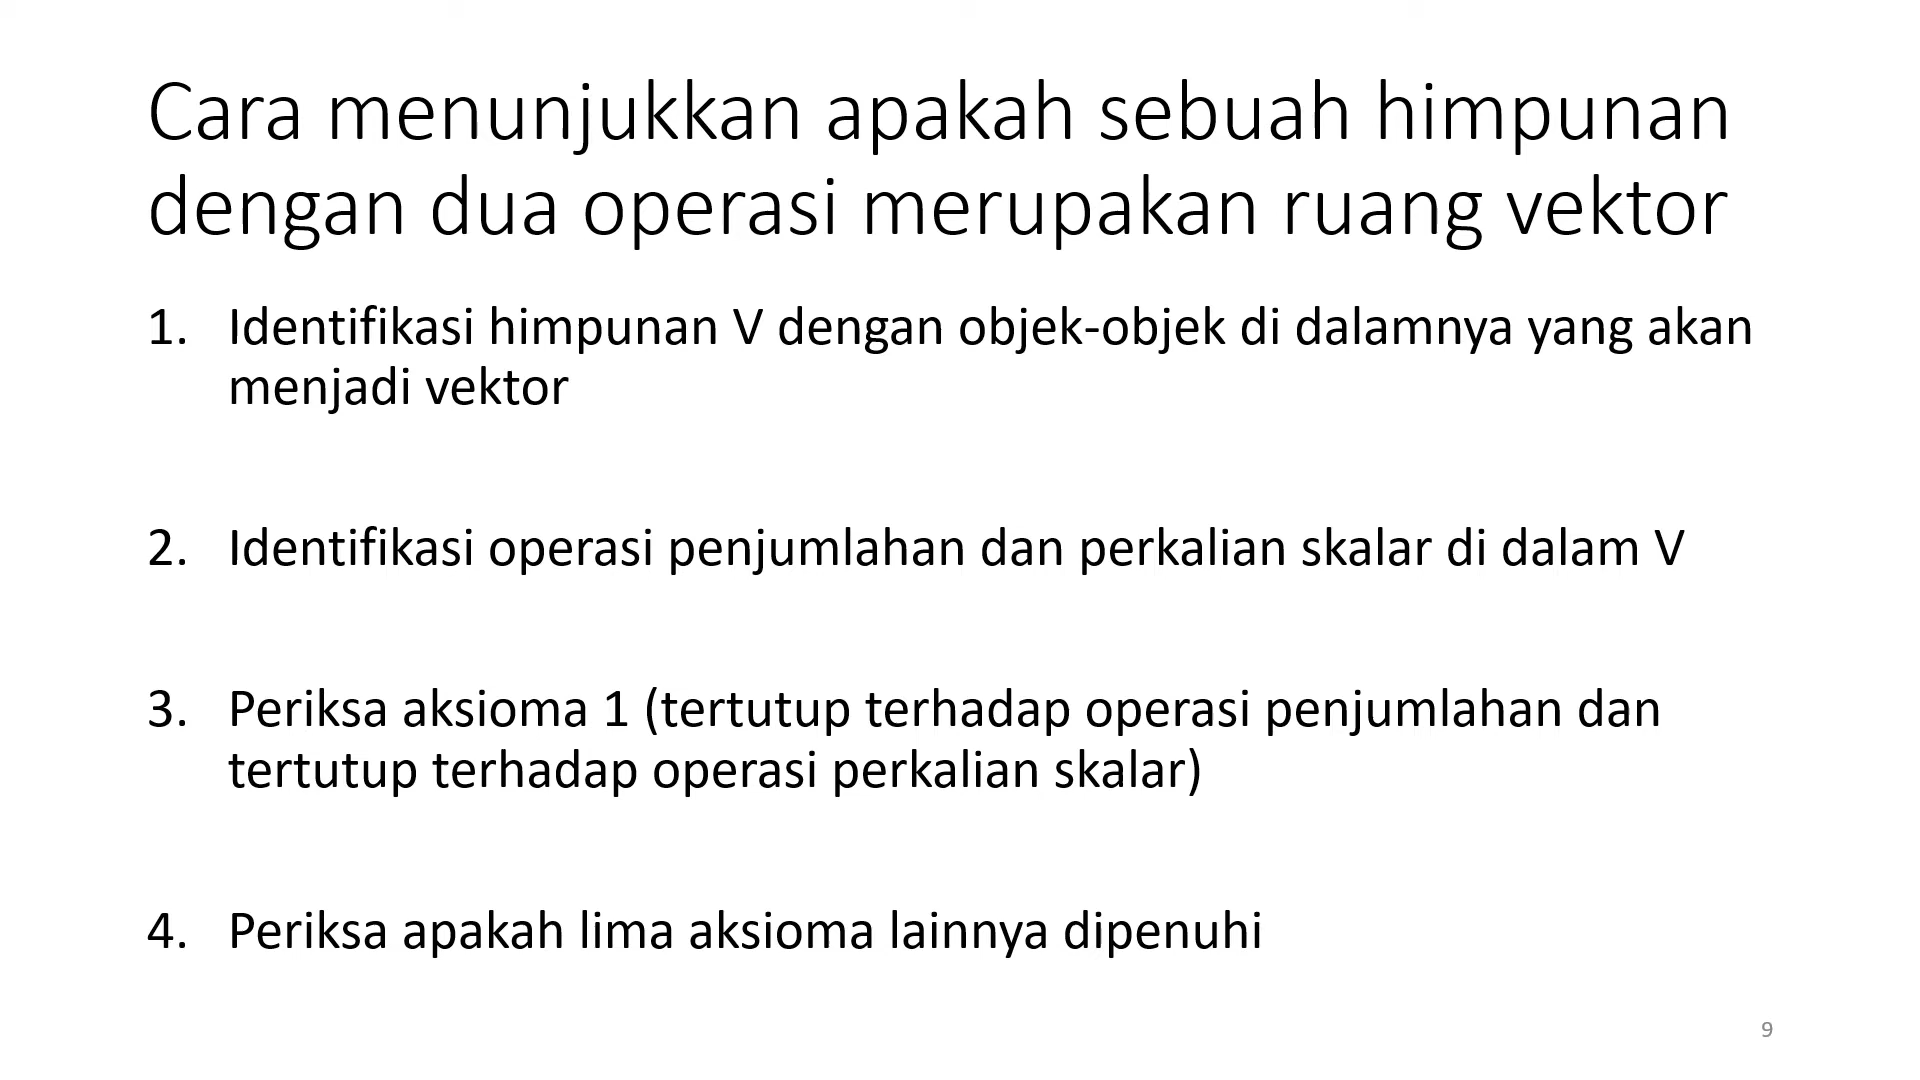 Cara menunjukkan apakah sebuah himpunan
dengan dua operasi merupakan ruang vektor
1. Identifikasi himpunan V dengan objek-objek di dalamnya yang akan
menjadi vektor
2. Identifikasi operasi penjumlahan dan perkalian skalar di dalam V
3. Periksa aksioma 1 (tertutup terhadap operasi penjumlahan dan
tertutup terhadap operasi perkalian skalar)
4. Periksa apakah lima aksioma lainnya dipenuhi
9